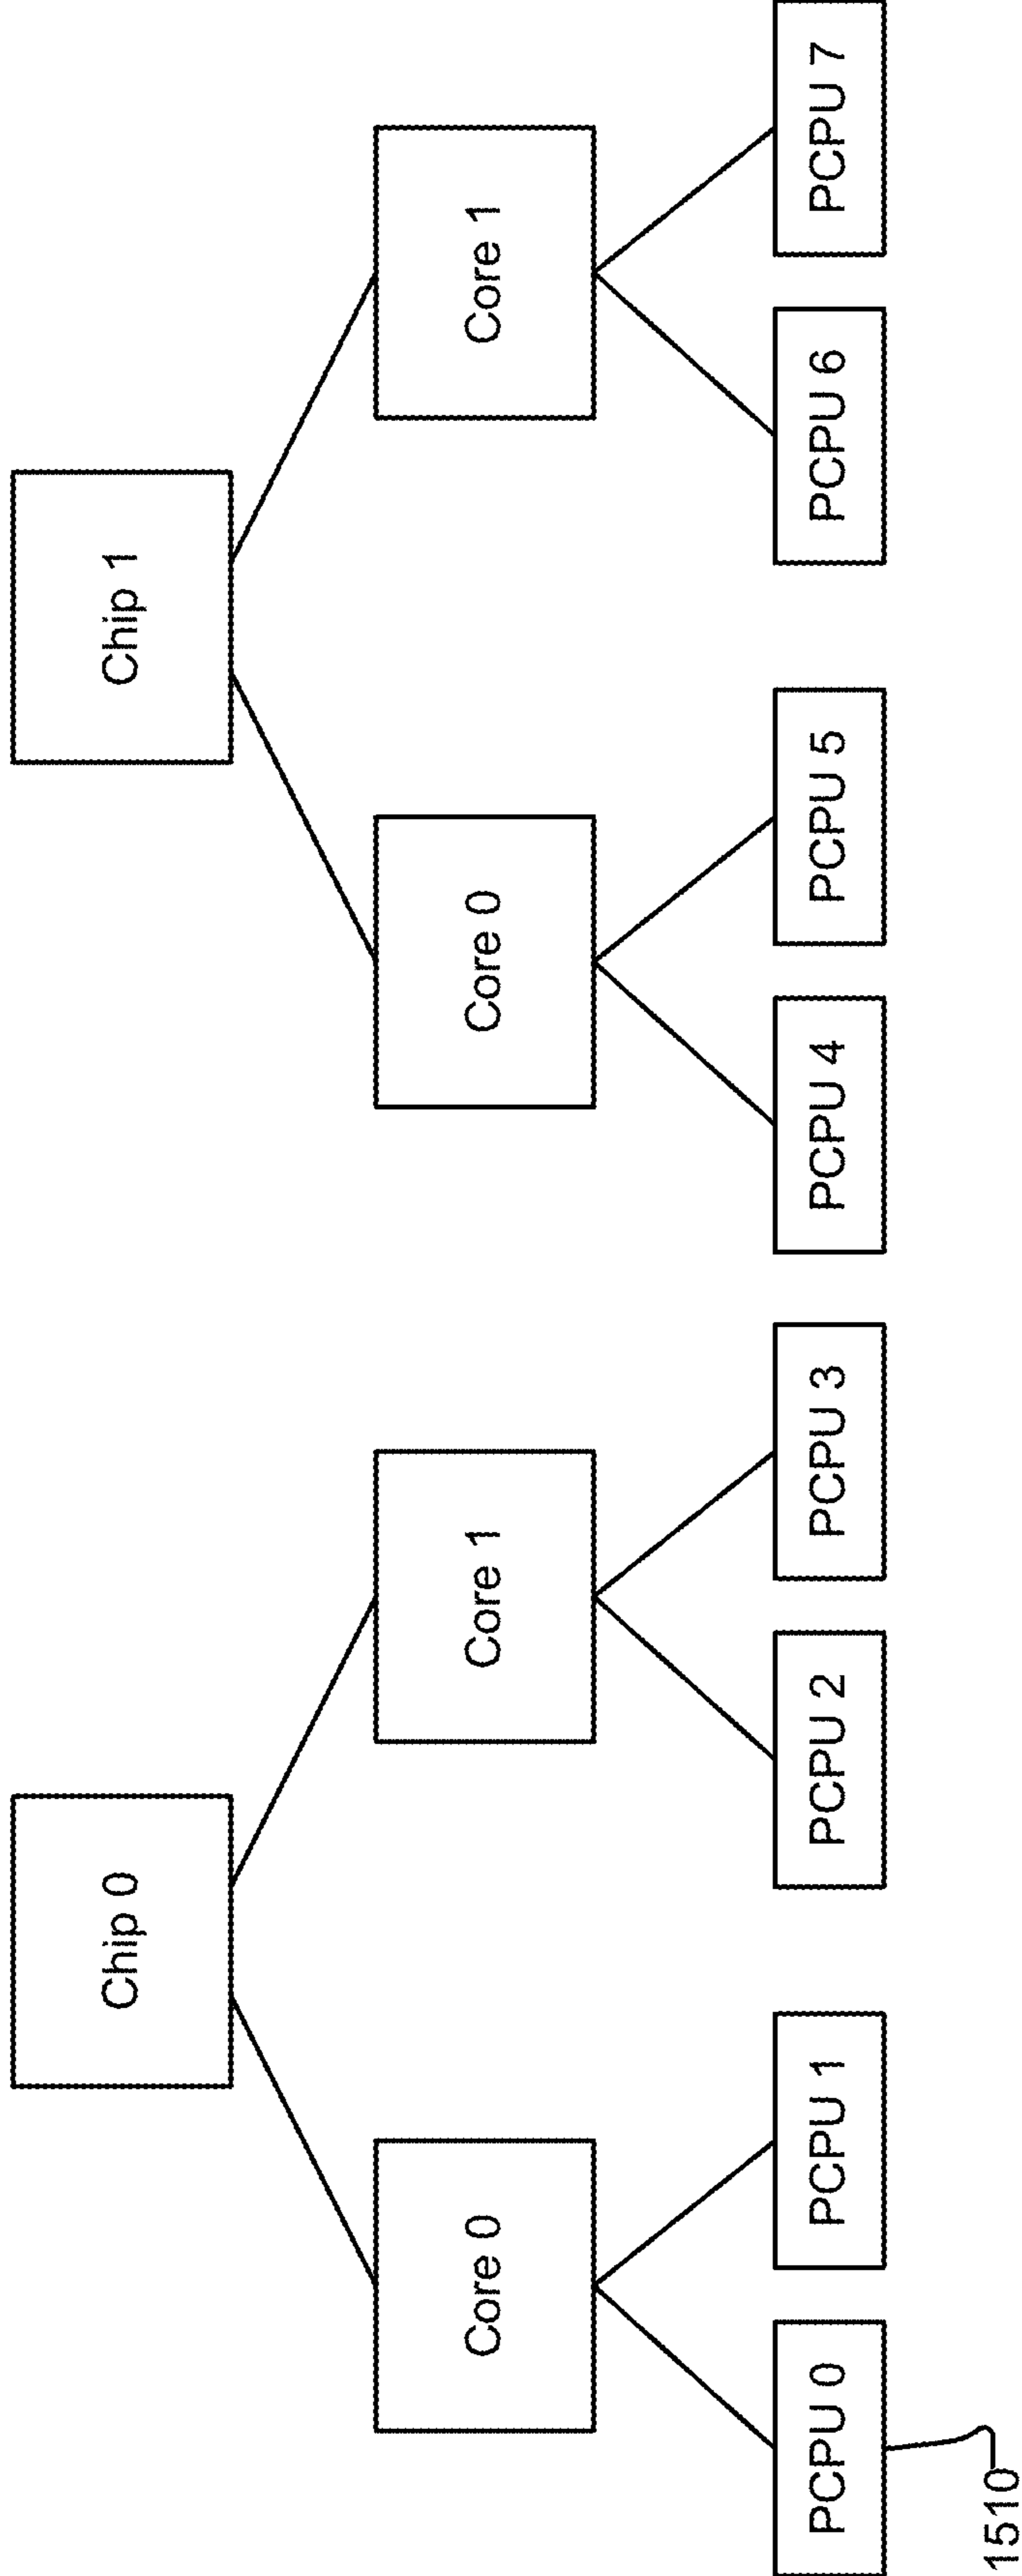 Chip 0
Chip 1
Core 0
Core 1
Core 0
Core 1
PCPU 0
PCPU 1
PCPU 2
PCPU 3
PCPU 4
PCPU 5
PCPU 6
PCPU 7
1510